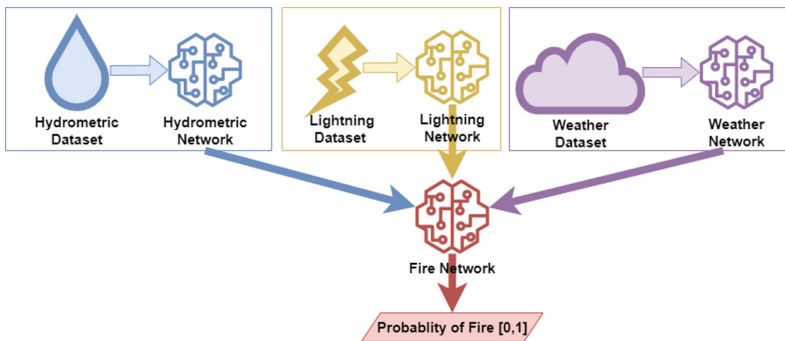 Hydrometric
Dataset
Hydrometric
Network
Lightning
Dataset
Lightning
Network
Weather
Dataset
Weather
Network
Fire Network
Probablity of Fire [0,1]